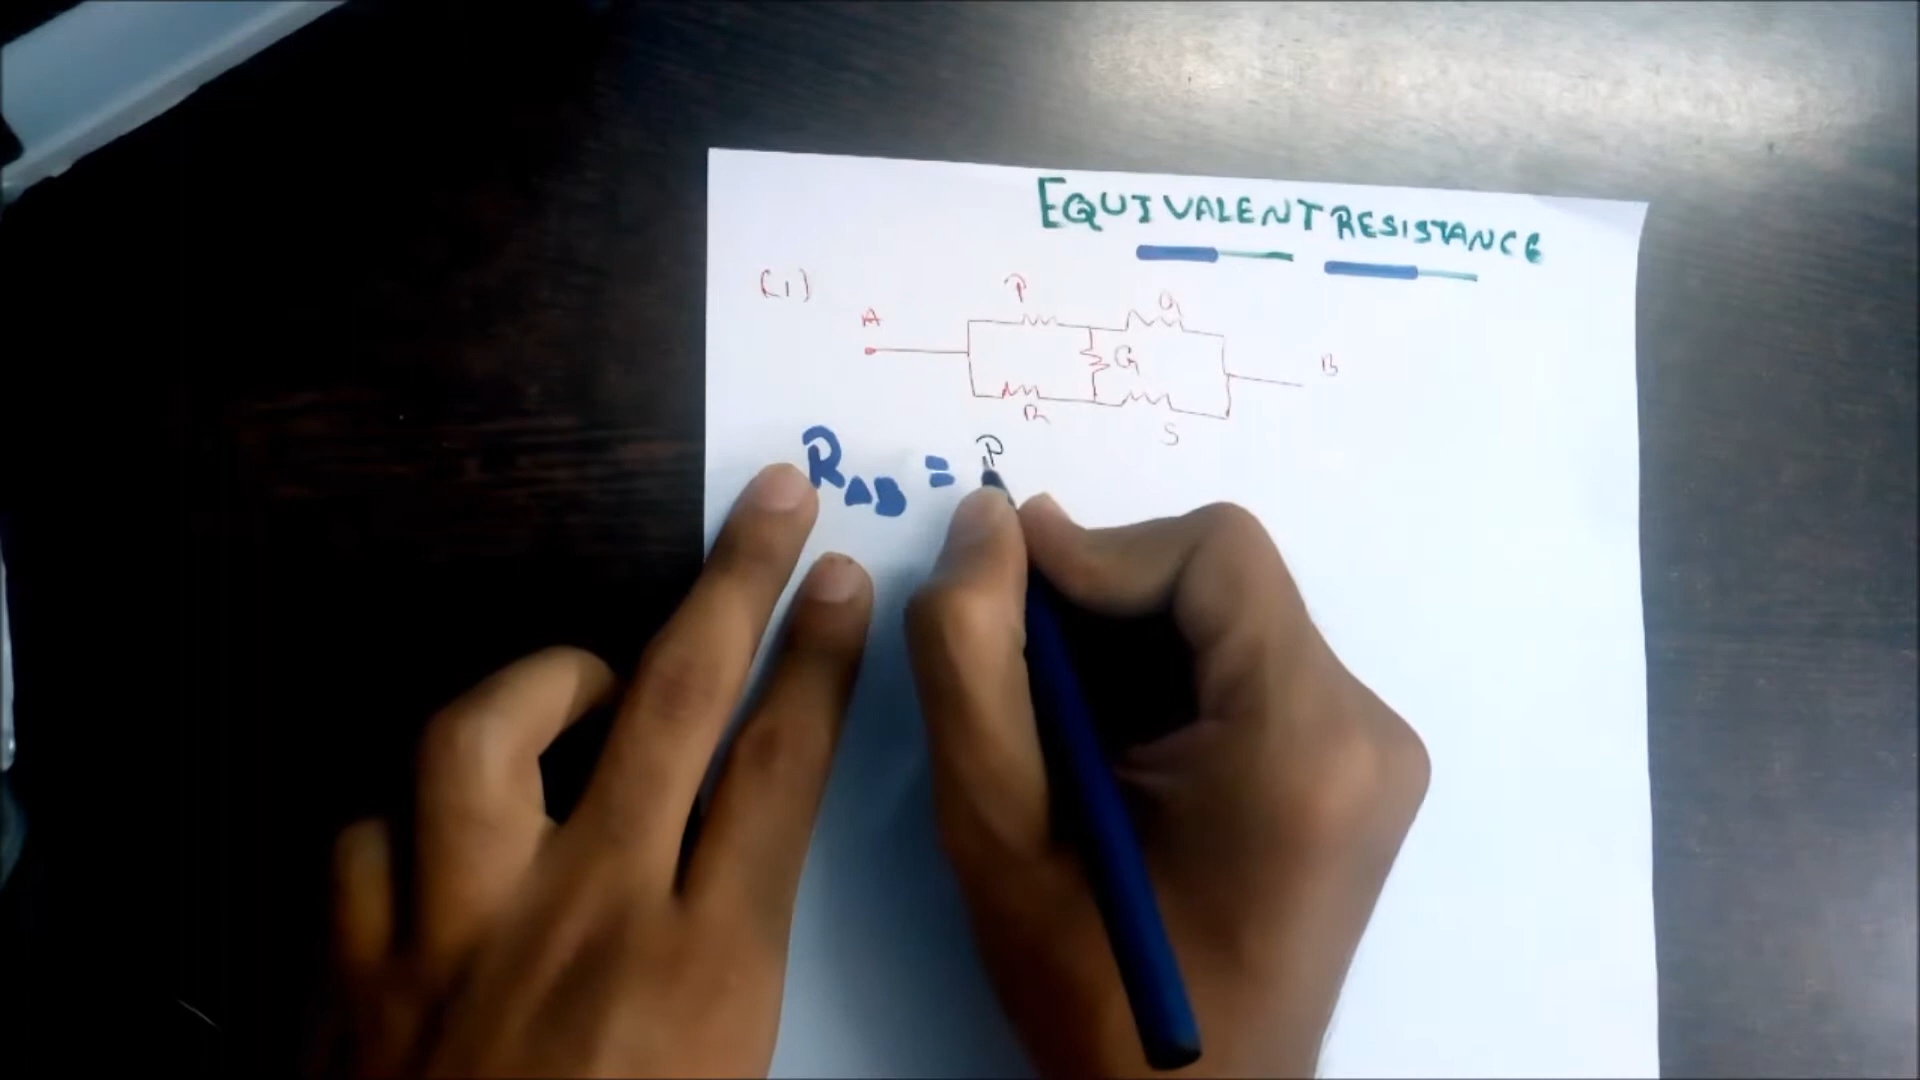 EQUIVALENT RESISTANCE
(1)
P
Q
A
G
B
R
S
RAB = P